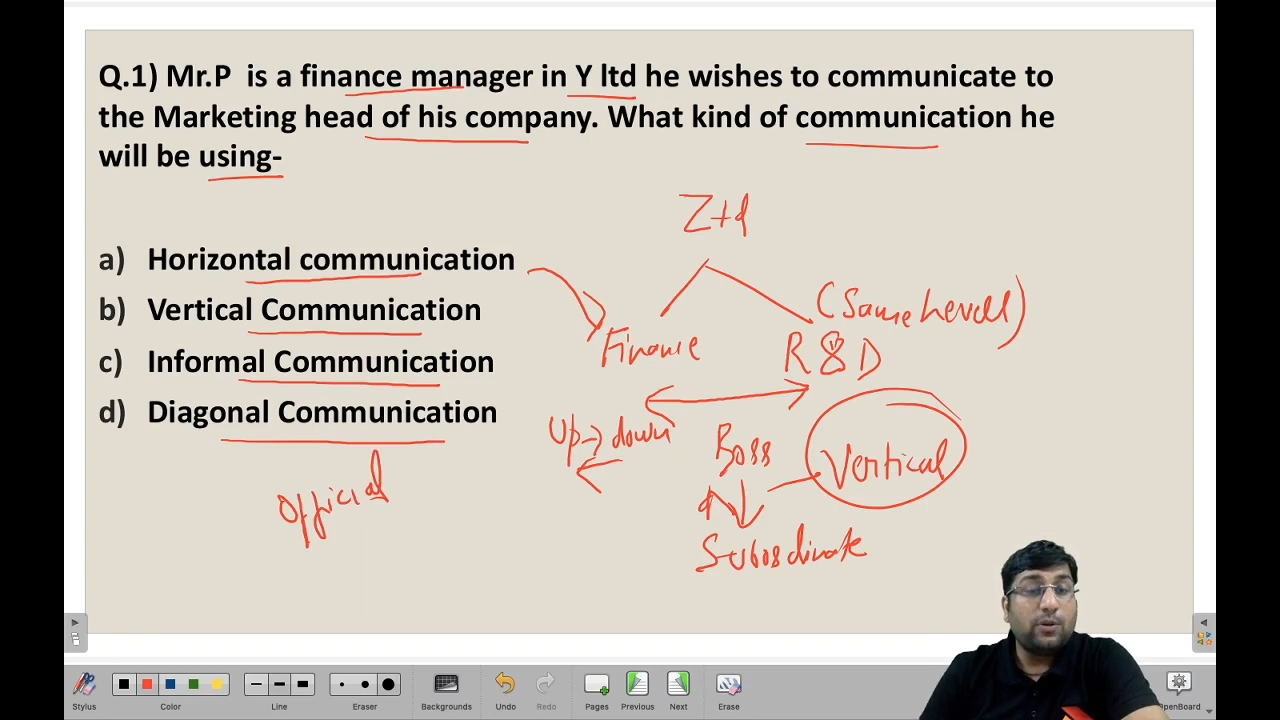 Q.1) Mr.P is a finance manager in Y ltd he wishes to communicate to
the Marketing head of his company. What kind of communication he
will be using-
a) Horizontal communication
b) Vertical Communication
c) Informal Communication
d) Diagonal Communication
(Same Level)
Finance
R & D
Up → down
Boss
Vertical
Official
Subordinate
Stylus
Color
Line
Eraser
Backgrounds
Undo
Redo
Pages
Previous
Next
Erase
OpenBoard